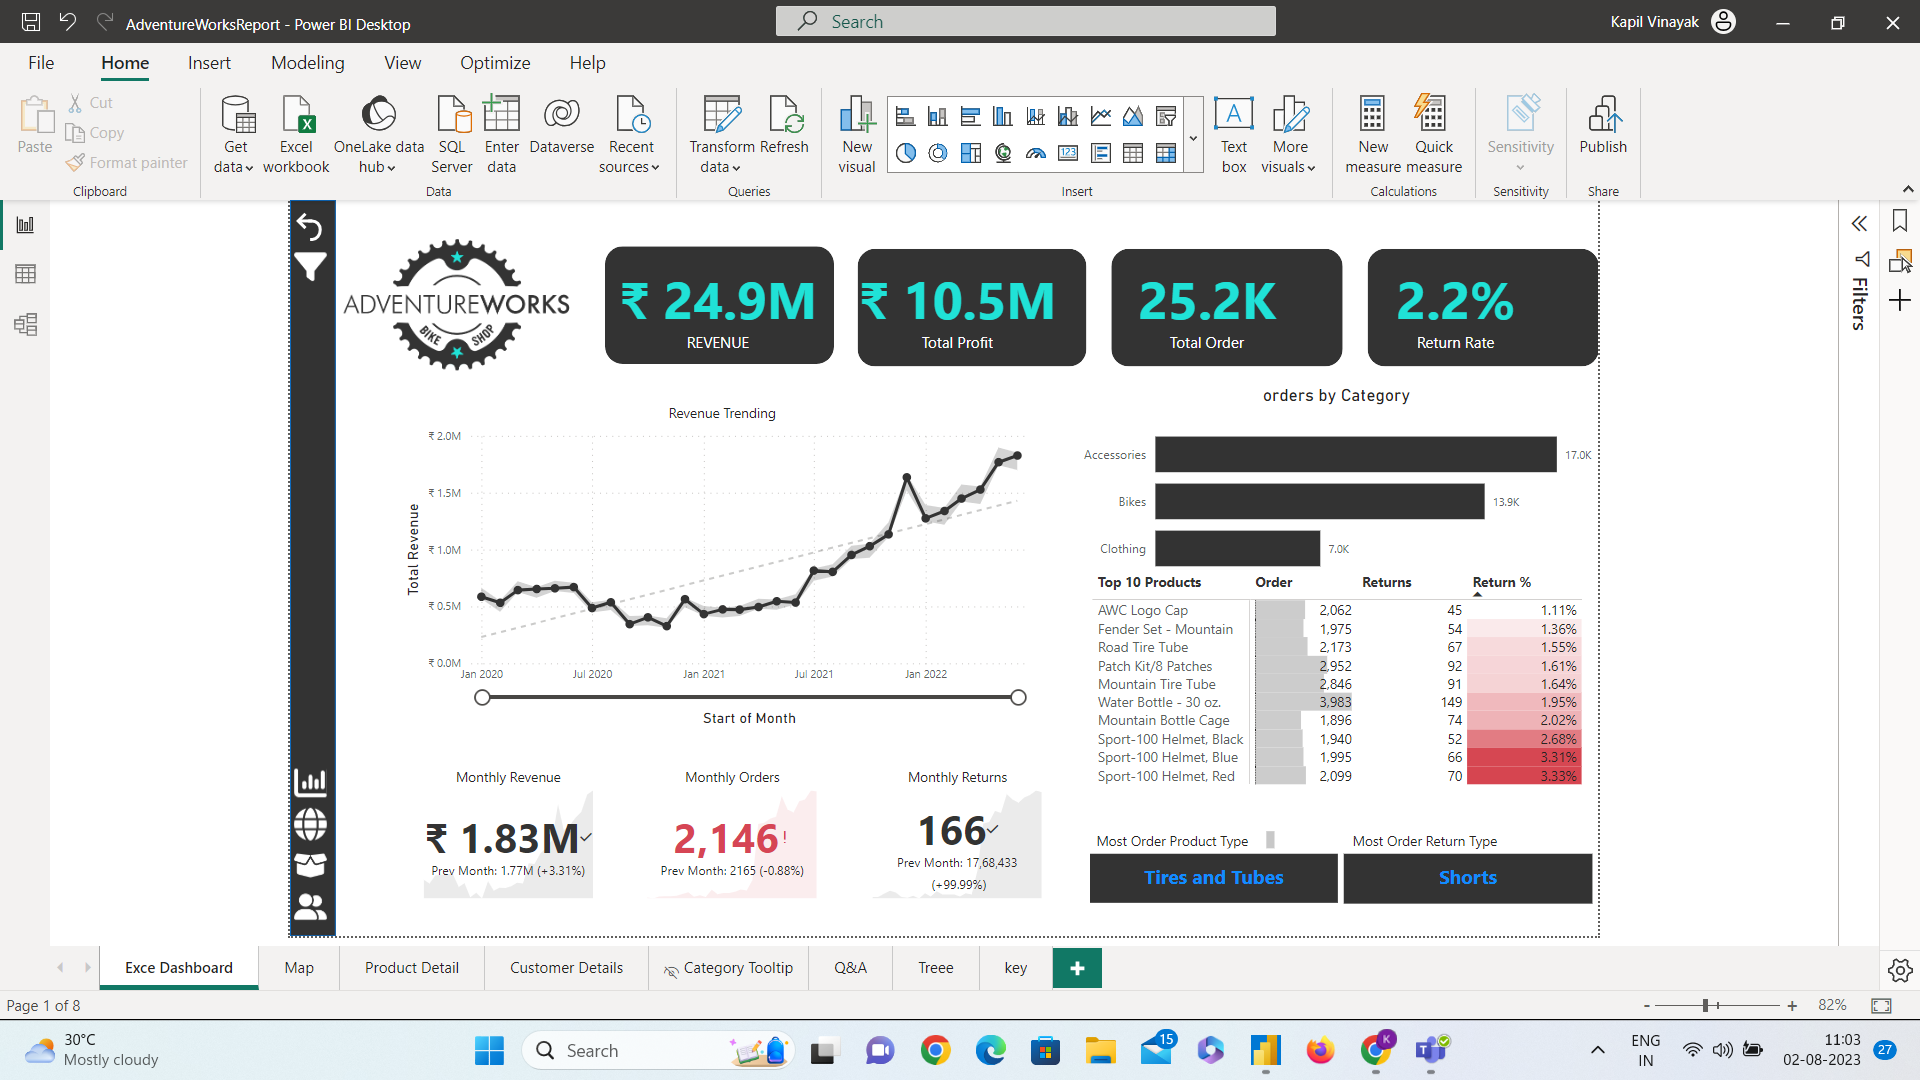 AdventureWorksReport - Power BI Desktop
Search
Kapil Vinayak
File
Home
Insert
Modeling
View
Optimize
Help
Paste
Cut
Copy
Format painter
Clipboard
Get data
Excel workbook
OneLake data hub
SQL Server
Enter data
Dataverse
Recent sources
Data
Transform data
Refresh
Queries
New visual
123
Insert
A
Text box
More visuals
New measure
Quick measure
Calculations
Sensitivity
Sensitivity
Publish
Share
Filters
ADVENTUREWORKS
BIKE SHOP
₹ 24.9M
REVENUE
₹ 10.5M
Total Profit
25.2K
Total Order
2.2%
Return Rate
Revenue Trending
Total Revenue
₹ 2.0M
₹ 1.5M
₹ 1.0M
₹ 0.5M
₹ 0.0M
Jan 2020
Jul 2020
Jan 2021
Jul 2021
Jan 2022
Start of Month
orders by Category
Accessories 17.0K
Bikes 13.9K
Clothing 7.0K
Top 10 Products Order Returns Return %
AWC Logo Cap 2,062 45 1.11%
Fender Set - Mountain 1,975 54 1.36%
Road Tire Tube 2,173 67 1.55%
Patch Kit/8 Patches 2,952 92 1.61%
Mountain Tire Tube 2,846 91 1.64%
Water Bottle - 30 oz. 3,983 149 1.95%
Mountain Bottle Cage 1,896 74 2.02%
Sport-100 Helmet, Black 1,940 52 2.68%
Sport-100 Helmet, Blue 1,995 66 3.31%
Sport-100 Helmet, Red 2,099 70 3.33%
Monthly Revenue
₹ 1.83M
Prev Month: 1.77M (+3.31%)
Monthly Orders
2,146!
Prev Month: 2165 (-0.88%)
Monthly Returns
166
Prev Month: 17,68,433
(+99.99%)
Most Order Product Type
Tires and Tubes
Most Order Return Type
Shorts
Exce Dashboard
Map
Product Detail
Customer Details
Category Tooltip
Q&A
Treee
key
+
Page 1 of 8
- + 82%
30°C
Mostly cloudy
Search
15
K
T
ENG
IN
11:03
02-08-2023
27